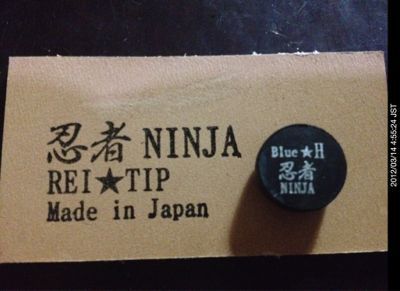 忍者 NINJA
REI★TIP
Made in Japan
Blue★H
忍者
NINJA
2012/03/14 4:55:24 JST